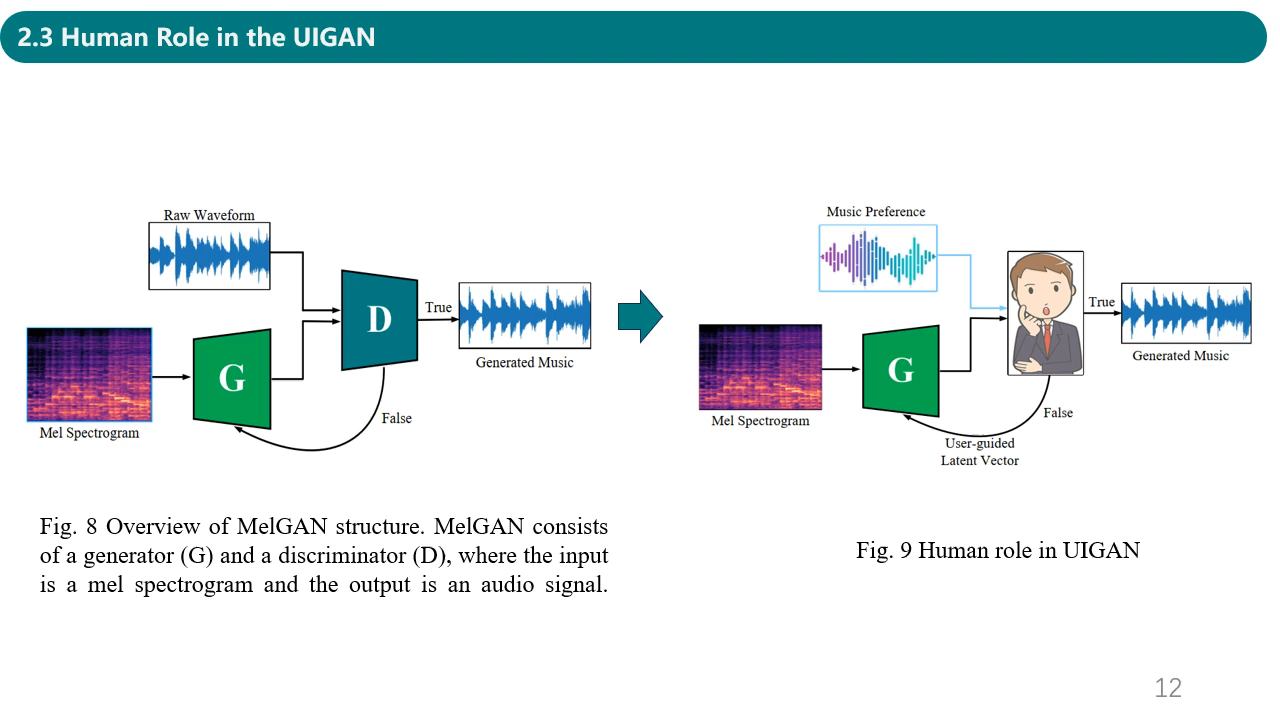 2.3 Human Role in the UIGAN
Raw Waveform
D
True
Generated Music
G
Mel Spectrogram
False
Fig. 8 Overview of MelGAN structure. MelGAN consists
of a generator (G) and a discriminator (D), where the input
is a mel spectrogram and the output is an audio signal.
Music Preference
True
Generated Music
G
Mel Spectrogram
False
User-guided
Latent Vector
Fig. 9 Human role in UIGAN
12